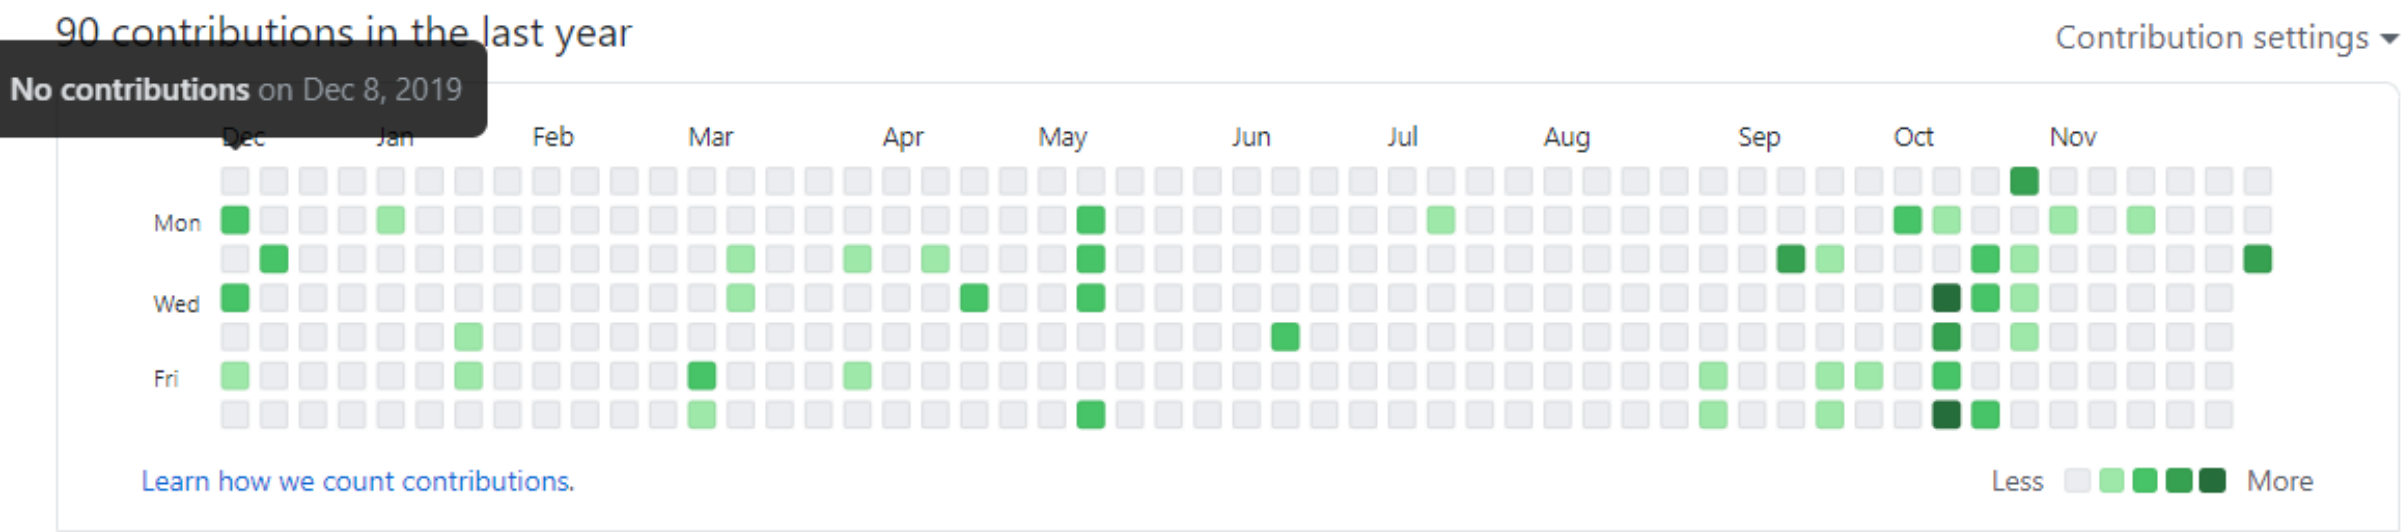 90 contributions in the last year
Contribution settings
No contributions on Dec 8, 2019
Dec Jan Feb Mar Apr May Jun Jul Aug Sep Oct Nov
Mon
Wed
Fri
Learn how we count contributions.
Less More